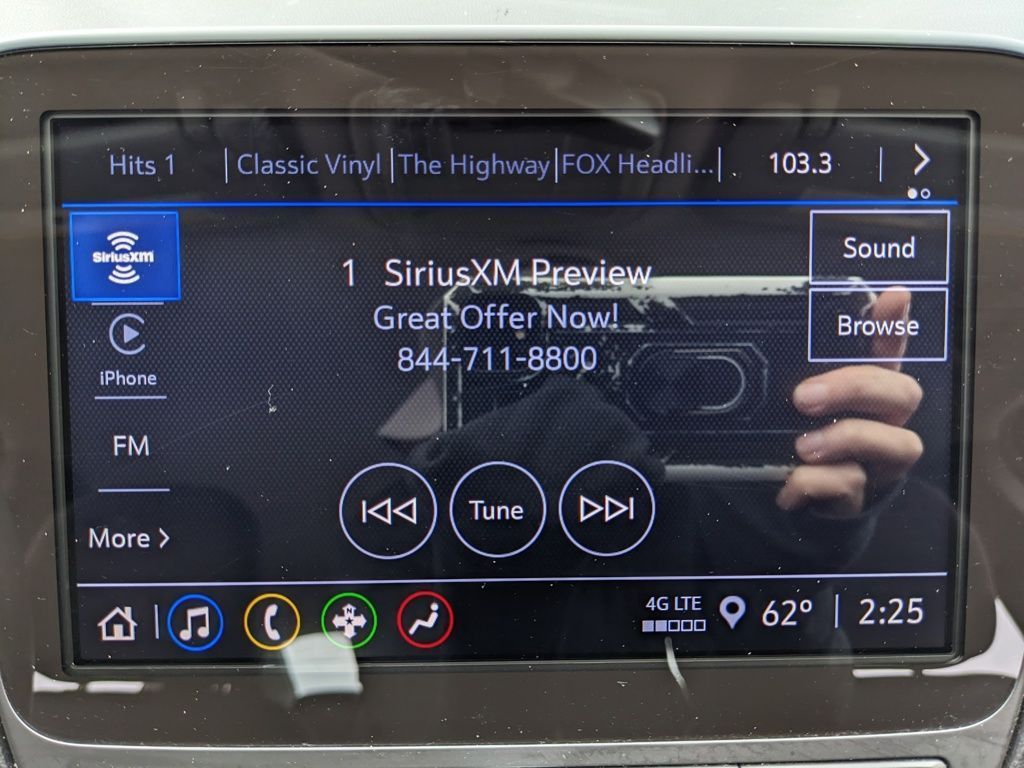 Hits 1 Classic Vinyl The Highway FOX Headli... 103.3
SiriusXM
1 SiriusXM Preview
Great Offer Now!
844-711-8800
Sound
Browse
iPhone
FM
More
Tune
N
4G LTE
62° 2:25